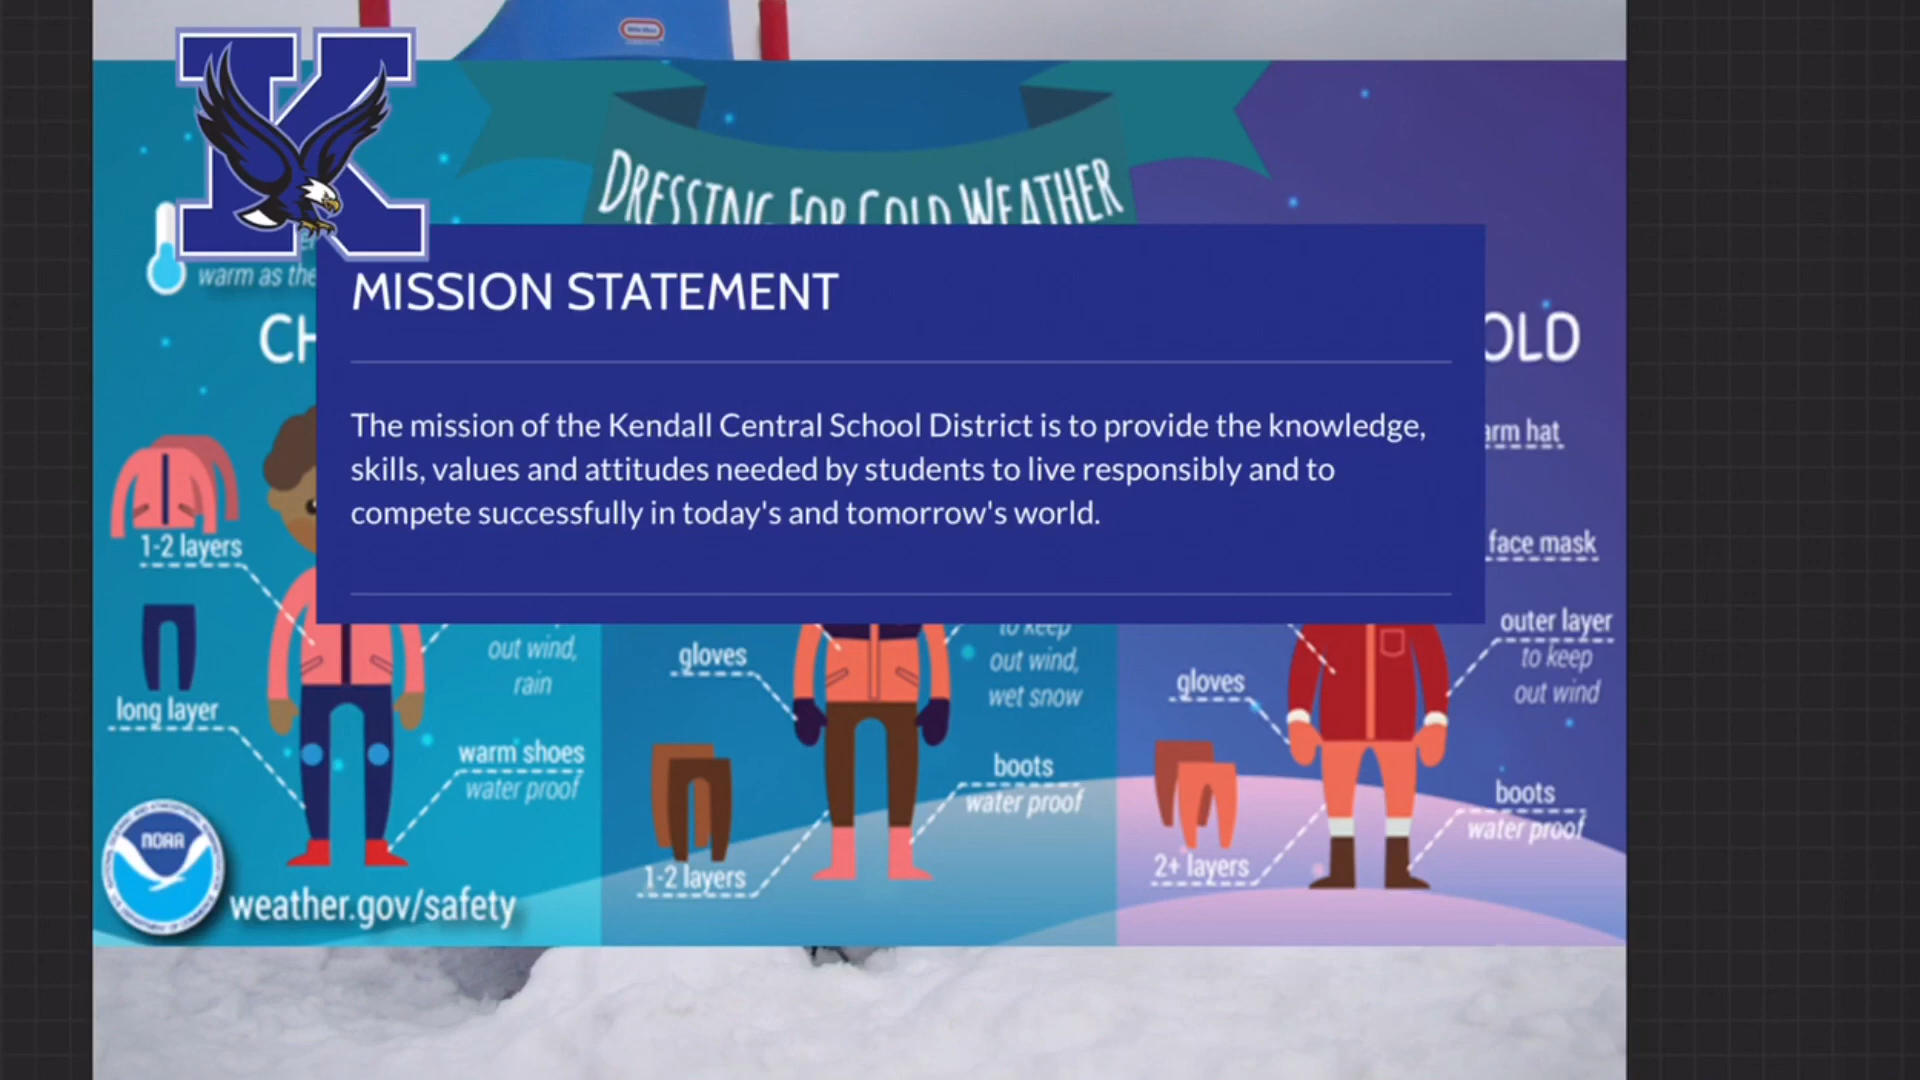 DRESSING FOR COLD WEATHER
warm as the
MISSION STATEMENT
The mission of the Kendall Central School District is to provide the knowledge,
skills, values and attitudes needed by students to live responsibly and to
compete successfully in today's and tomorrow's world.
CH
OLD
arm hat
face mask
1-2 layers
long layer
out wind,
rain
warm shoes
water proof
gloves
to keep
out wind,
wet snow
boots
water proof
1-2 layers
gloves
outer layer
to keep
out wind
boots
water proof
2+ layers
NOAA
weather.gov/safety
K